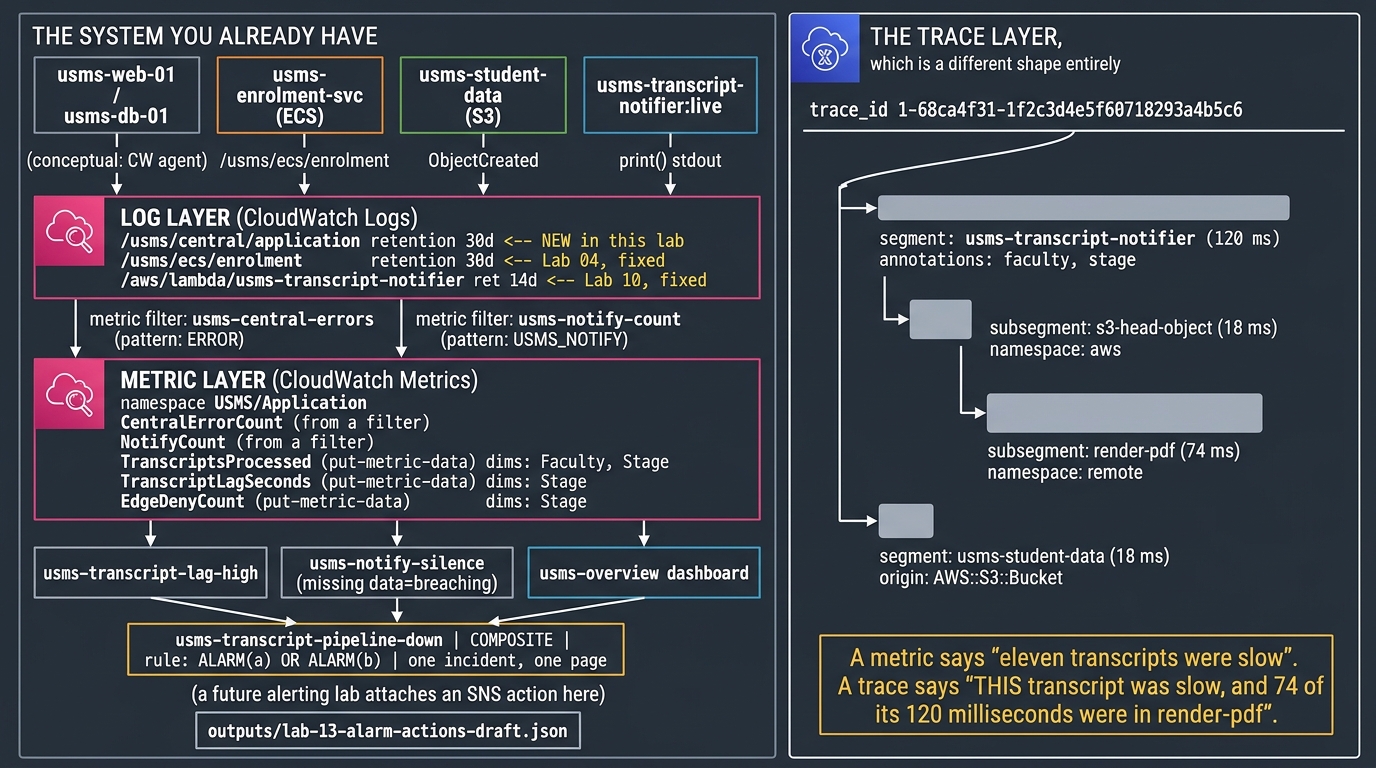 THE SYSTEM YOU ALREADY HAVE
usms-web-01
/
usms-db-01
usms-
enrolment-svc
(ECS)
usms-student-
data
(S3)
usms-transcript-
notifier:live
(conceptual: CW agent)
/usms/ecs/enrolment
ObjectCreated
print() stdout
LOG LAYER (CloudWatch Logs)
/usms/central/application retention 30d <-- NEW in this lab
/usms/ecs/enrolment retention 30d <-- Lab 04, fixed
/aws/lambda/usms-transcript-notifier ret 14d <-- Lab 10, fixed
metric filter: usms-central-errors
(pattern: ERROR)
metric filter: usms-notify-count
(pattern: USMS_NOTIFY)
METRIC LAYER (CloudWatch Metrics)
namespace USMS/Application
CentralErrorCount (from a filter)
NotifyCount (from a filter)
TranscriptsProcessed (put-metric-data) dims: Faculty, Stage
TranscriptLagSeconds (put-metric-data) dims: Stage
EdgeDenyCount (put-metric-data) dims: Stage
usms-transcript-lag-high
usms-notify-silence
(missing data=breaching)
usms-overview dashboard
usms-transcript-pipeline-down | COMPOSITE |
rule: ALARM(a) OR ALARM(b) | one incident, one page
(a future alerting lab attaches an SNS action here)
outputs/lab-13-alarm-actions-draft.json
X
THE TRACE LAYER,
which is a different shape entirely
trace_id 1-68ca4f31-1f2c3d4e5f60718293a4b5c6
segment: usms-transcript-notifier (120 ms)
annotations: faculty, stage
subsegment: s3-head-object (18 ms)
namespace: aws
subsegment: render-pdf (74 ms)
namespace: remote
segment: usms-student-data (18 ms)
origin: AWS::S3::Bucket
A metric says “eleven transcripts were slow”.
A trace says “THIS transcript was slow, and 74 of
its 120 milliseconds were in render-pdf”.